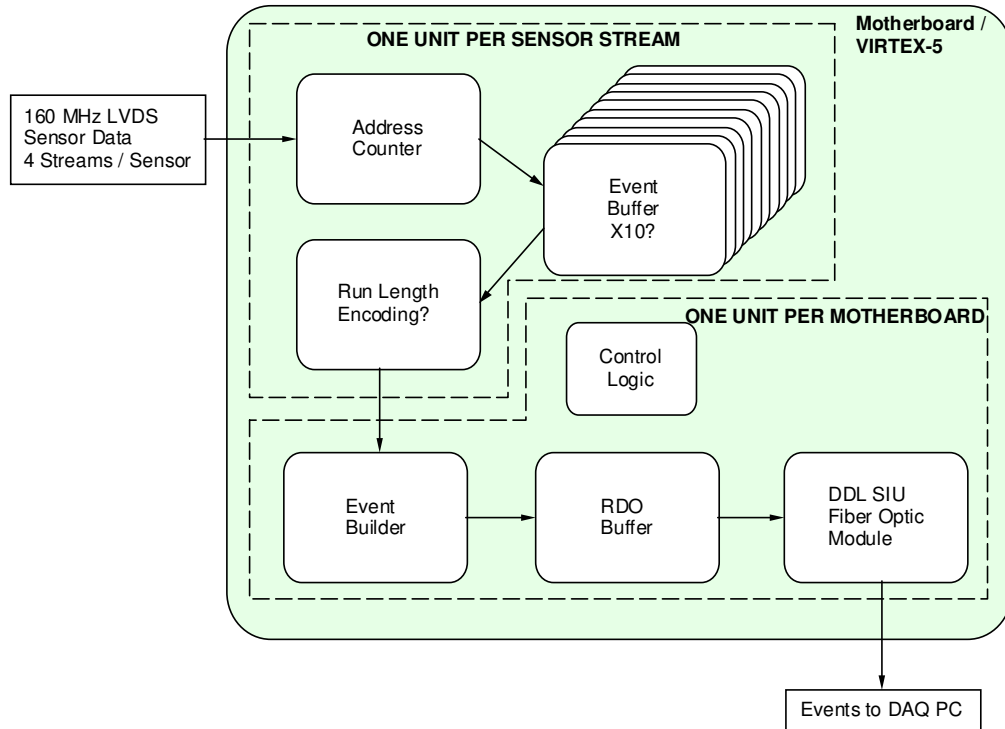 Motherboard /
VIRTEX-5
ONE UNIT PER SENSOR STREAM
160 MHz LVDS
Sensor Data
4 Streams / Sensor
Address
Counter
Event
Buffer
X10?
Run Length
Encoding?
ONE UNIT PER MOTHERBOARD
Control
Logic
Event
Builder
RDO
Buffer
DDL SIU
Fiber Optic
Module
Events to DAQ PC